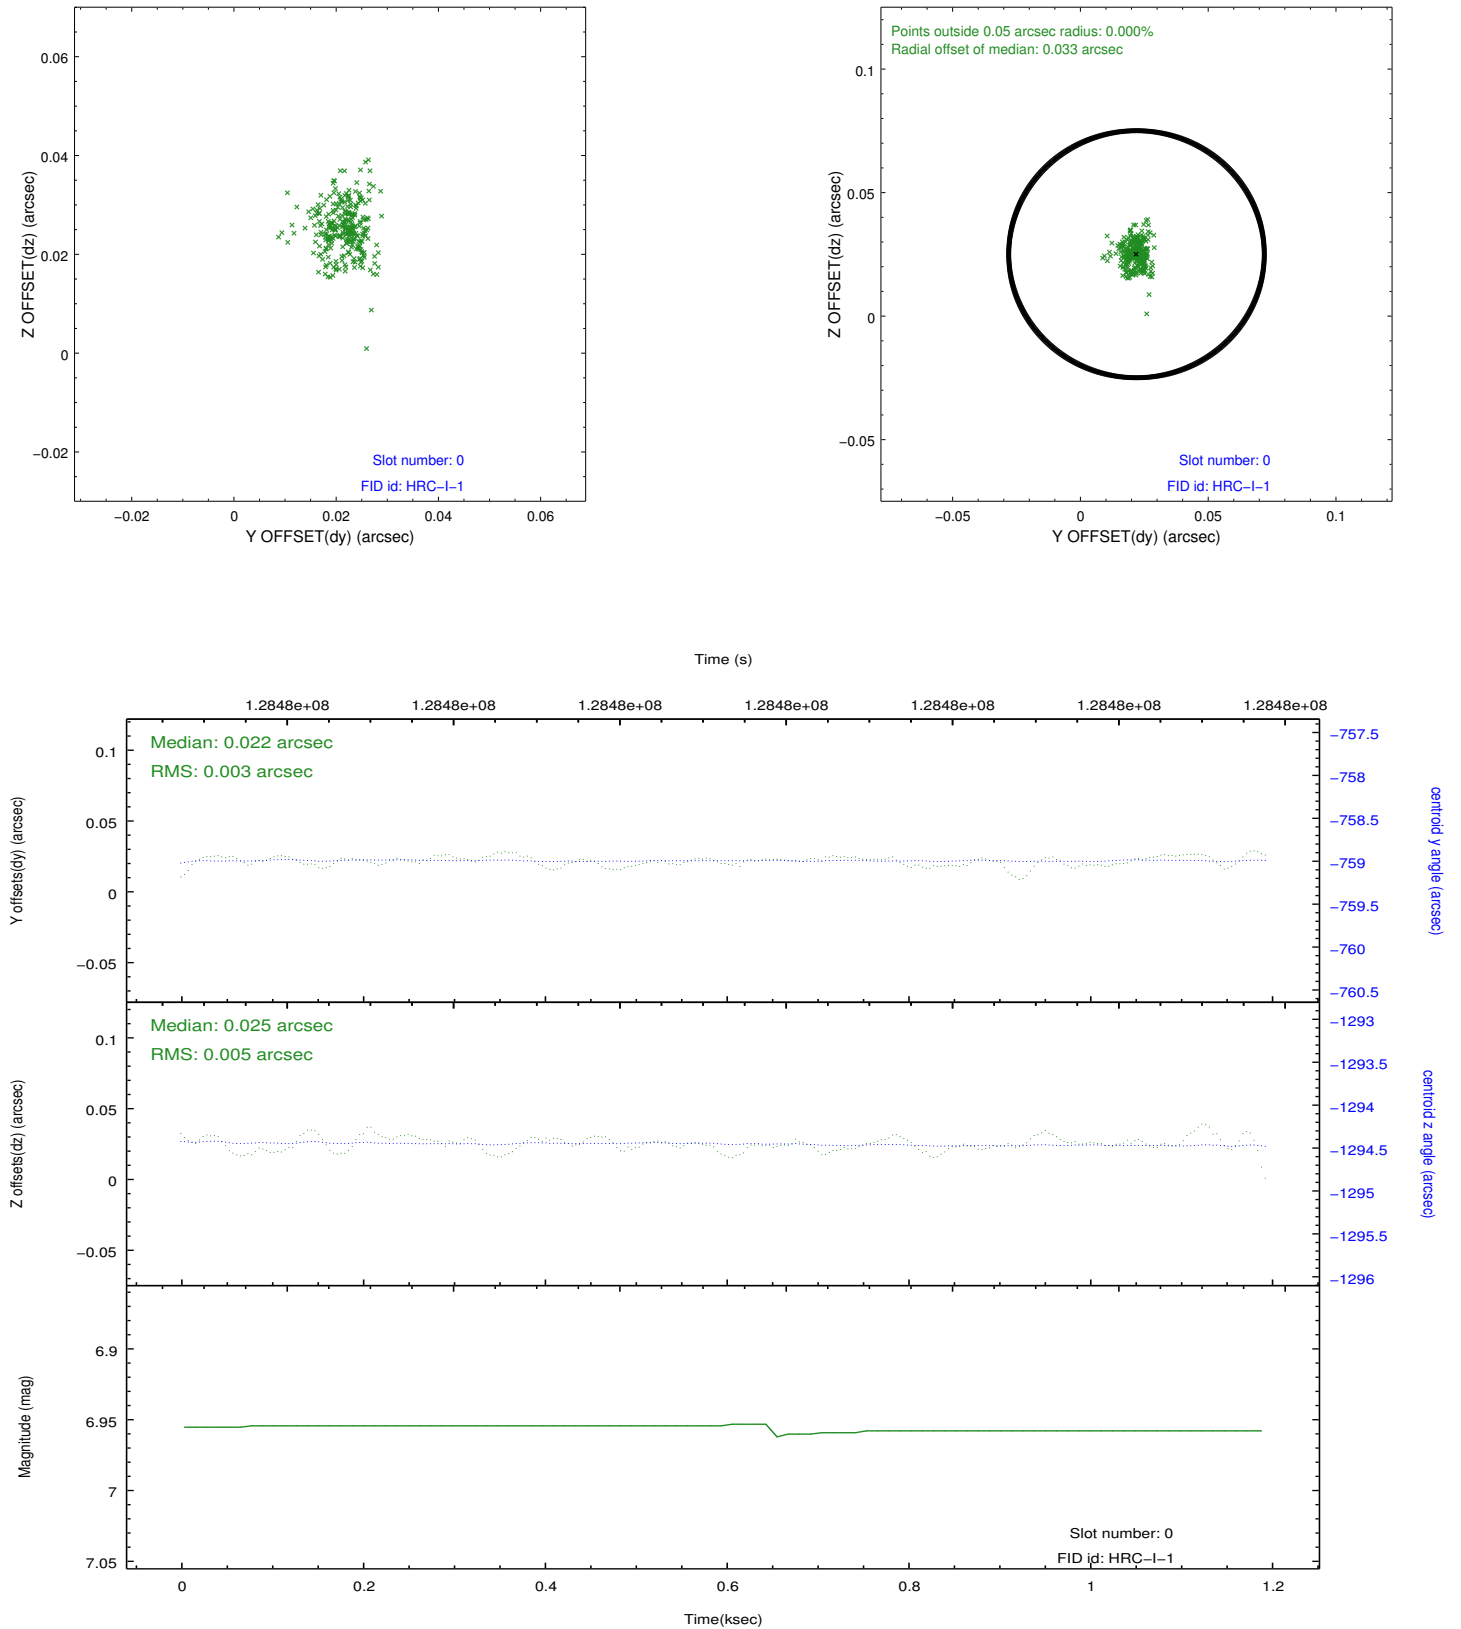 0.06
0.04
0.02
0
−0.02
Z OFFSET(dz) (arcsec)
Slot number: 0
FID id: HRC−I−1
−0.02
0
0.02
0.04
0.06
Y OFFSET(dy) (arcsec)
Points outside 0.05 arcsec radius: 0.000%
Radial offset of median: 0.033 arcsec
0.1
0.05
0
−0.05
Z OFFSET(dz) (arcsec)
Slot number: 0
FID id: HRC−I−1
−0.05
0
0.05
0.1
Y OFFSET(dy) (arcsec)
Time (s)
1.2848e+08
1.2848e+08
1.2848e+08
1.2848e+08
1.2848e+08
1.2848e+08
1.2848e+08
Median: 0.022 arcsec
RMS: 0.003 arcsec
0.1
0.05
0
−0.05
Y offsets(dy) (arcsec)
−757.5
−758
−758.5
−759
−759.5
−760
−760.5
centroid y angle (arcsec)
Median: 0.025 arcsec
RMS: 0.005 arcsec
0.1
0.05
0
−0.05
Z offsets(dz) (arcsec)
−1293
−1293.5
−1294
−1294.5
−1295
−1295.5
−1296
centroid z angle (arcsec)
6.9
6.95
7
7.05
Magnitude (mag)
Slot number: 0
FID id: HRC−I−1
0
0.2
0.4
0.6
0.8
1
1.2
Time(ksec)